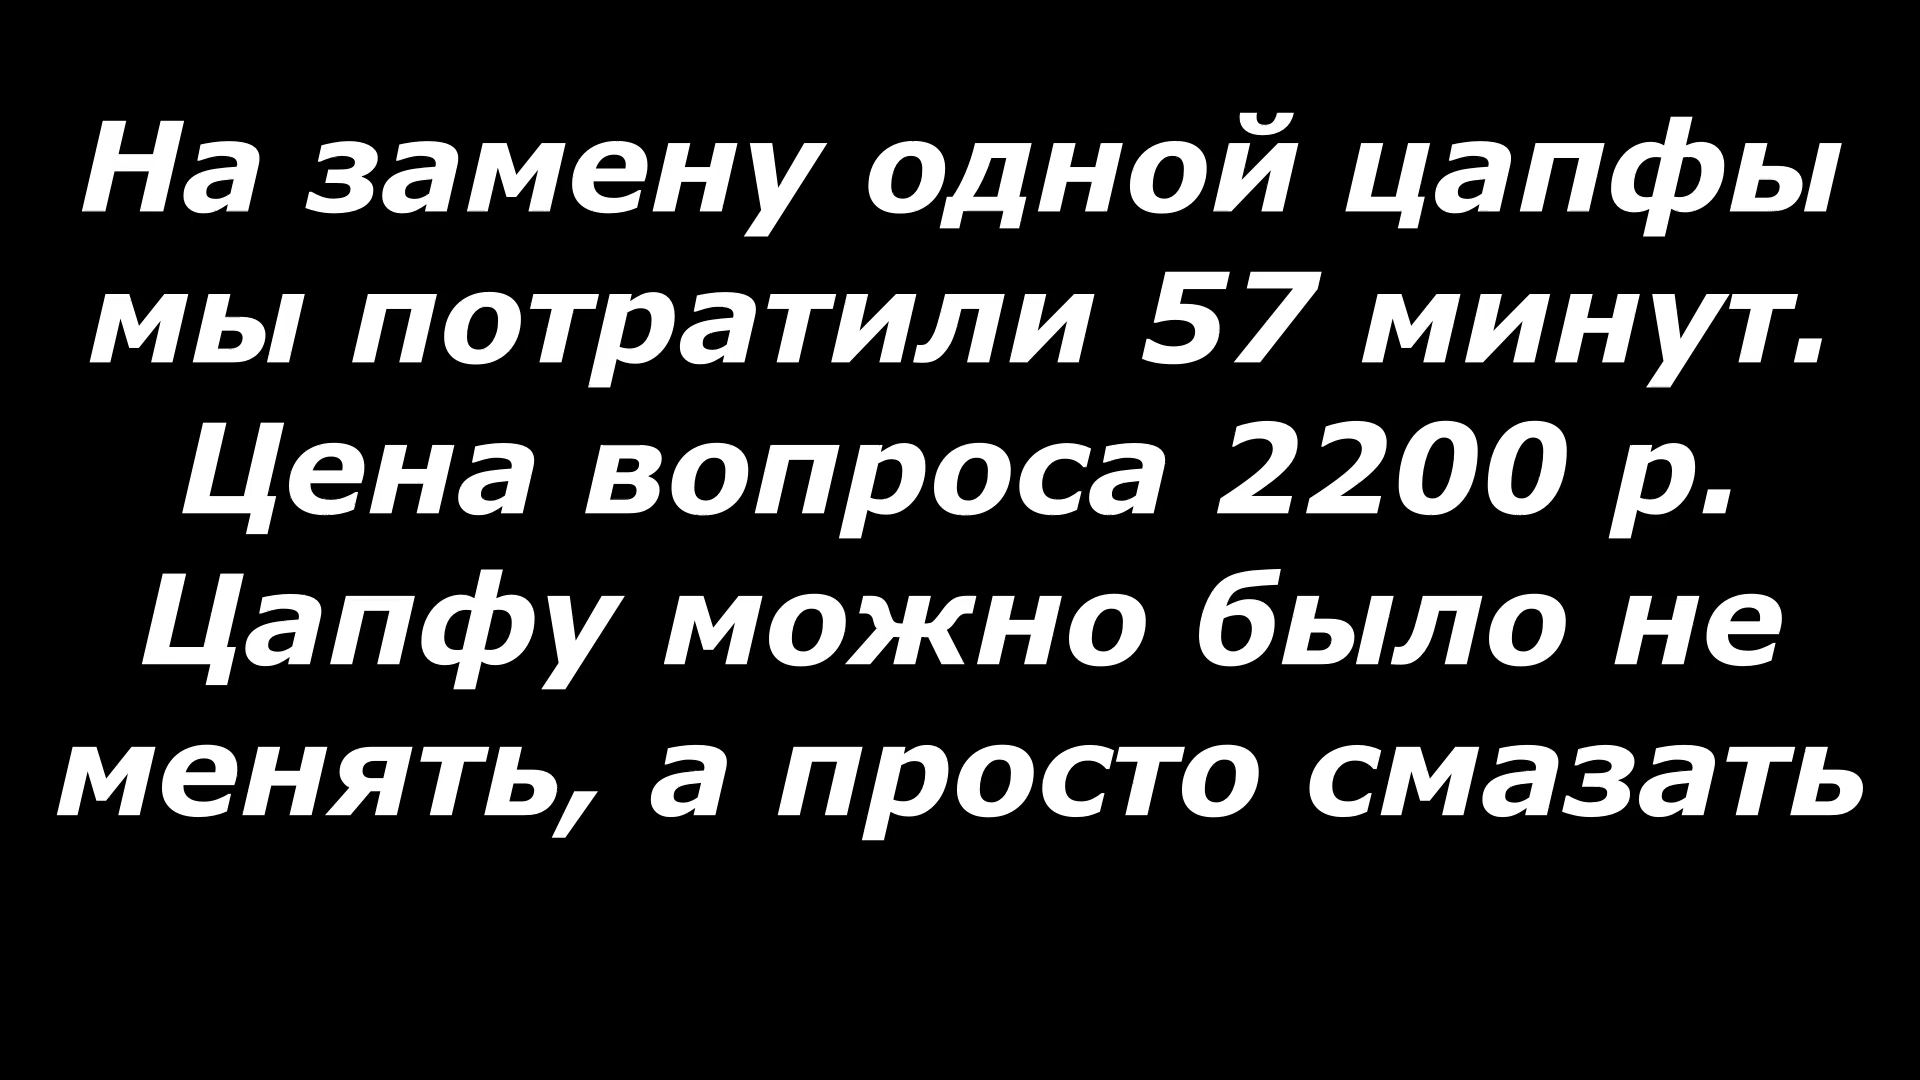 На замену одной цапфы
мы потратили 57 минут.
Цена вопроса 2200 р.
Цапфу можно было не
менять, а просто смазать